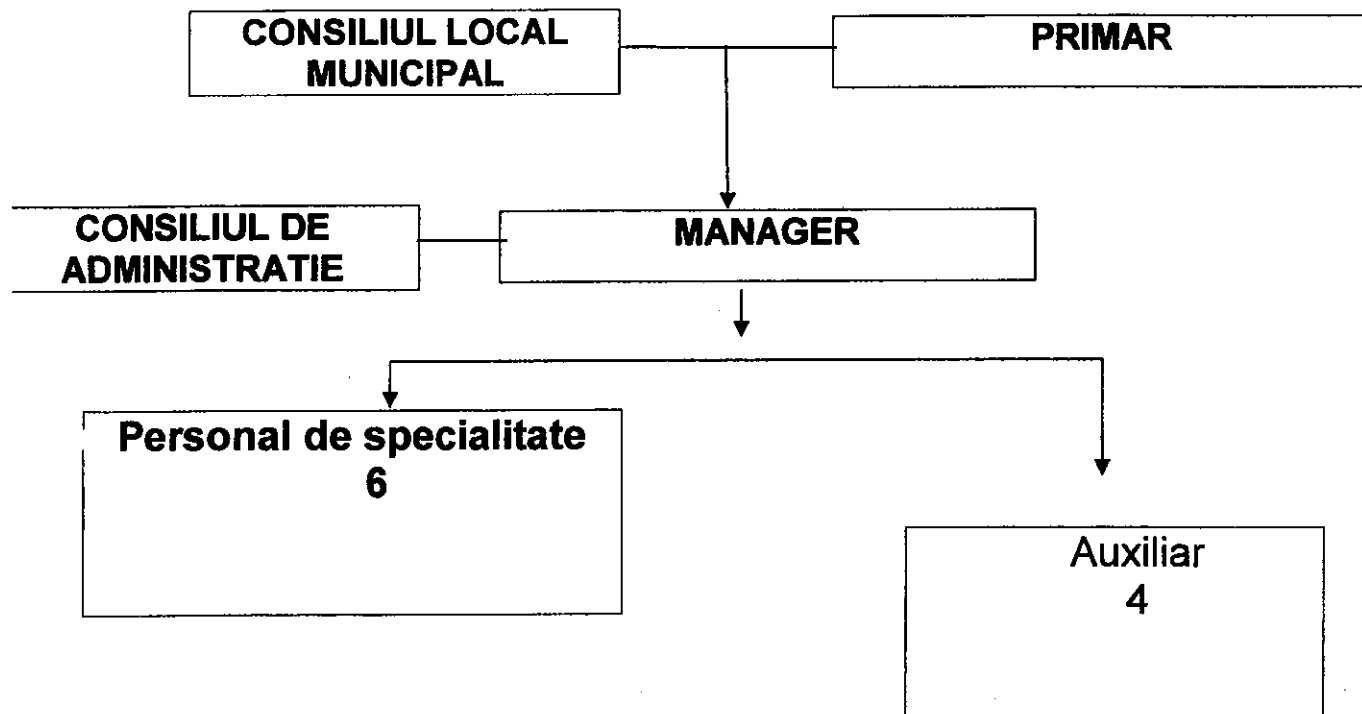 CONSILIUL LOCAL
MUNICIPAL
PRIMAR
CONSILIUL DE
ADMINISTRATIE
MANAGER
Personal de specialitate
6
Auxiliar
4